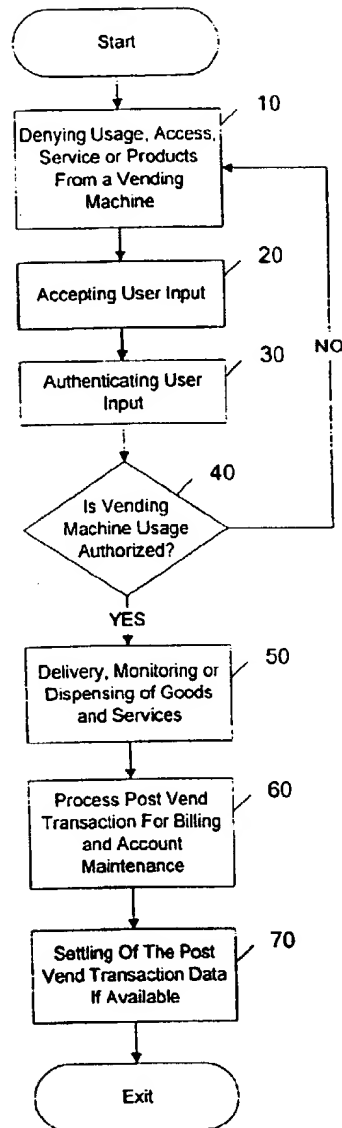 Start
10
Denying Usage, Access,
Service or Products
From a Vending
Machine
20
Accepting User Input
30
Authenticating User
Input
NO
40
Is Vending
Machine Usage
Authorized?
YES
50
Delivery, Monitoring or
Dispensing of Goods
and Services
60
Process Post Vend
Transaction For Billing
and Account
Maintenance
70
Settling Of The Post
Vend Transaction Data
If Available
Exit